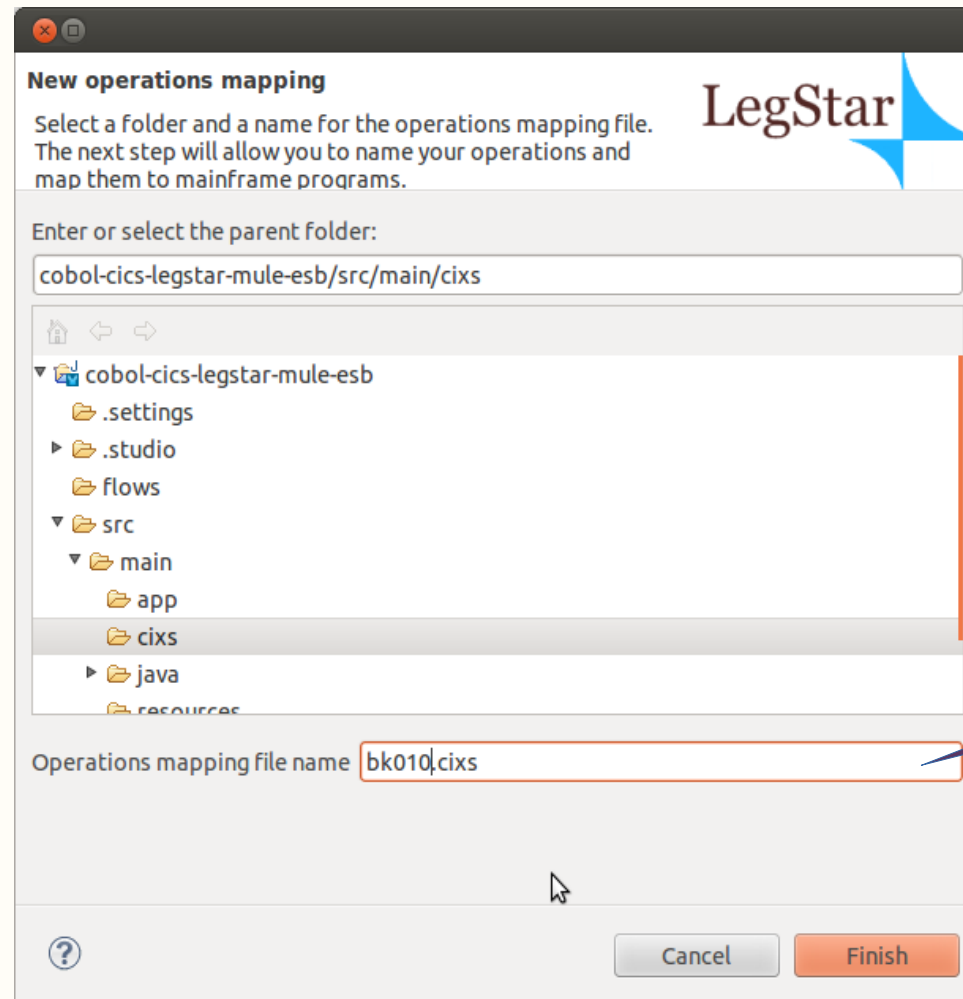 New operations mapping
LegStar
Select a folder and a name for the operations mapping file.
The next step will allow you to name your operations and
map them to mainframe programs.
Enter or select the parent folder:
cobol-cics-legstar-mule-esb/src/main/cixs
cobol-cics-legstar-mule-esb
.settings
.studio
flows
src
main
app
cixs
java
resources
Operations mapping file name bk010.cixs
Cancel Finish